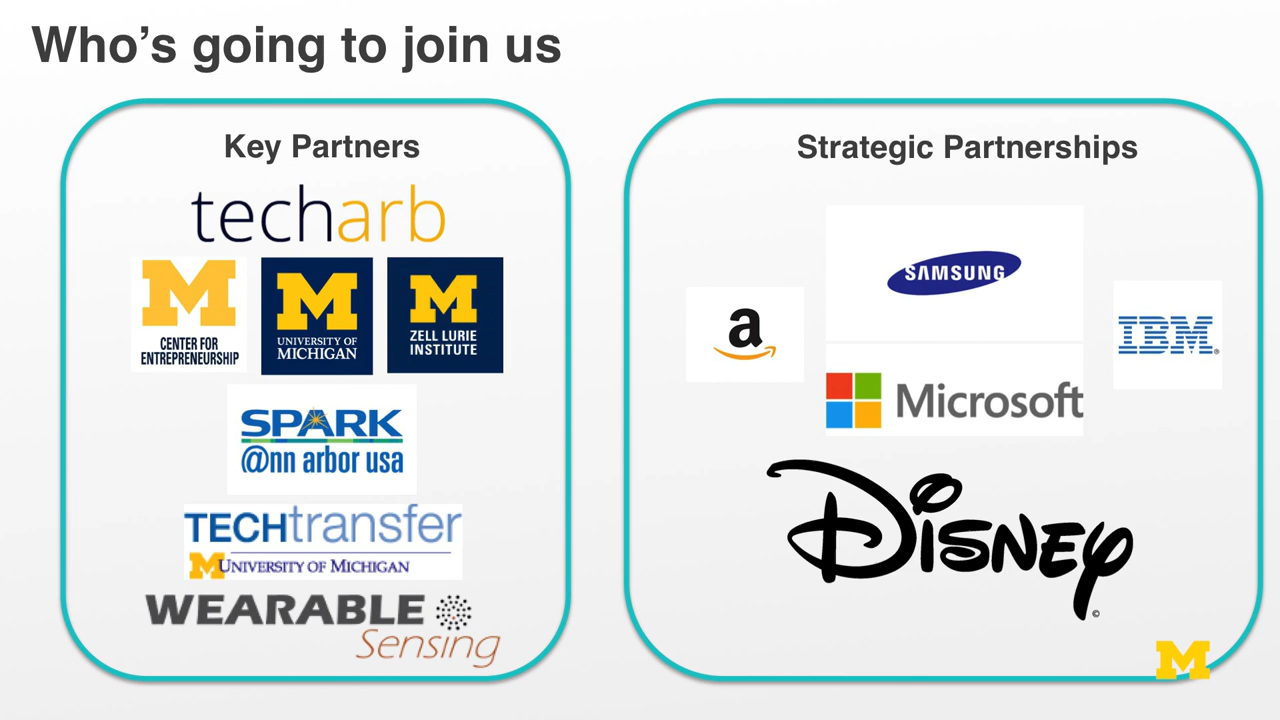 Who’s going to join us
Key Partners
techarb
M
CENTER FOR
ENTREPRENEURSHIP
M
UNIVERSITY OF
MICHIGAN
M
ZELL LURIE
INSTITUTE
SPARK
@nn arbor usa
TECHtransfer
M UNIVERSITY OF MICHIGAN
WEARABLE
Sensing
Strategic Partnerships
SAMSUNG
a
IBM®
Microsoft
DISNEY
©
M